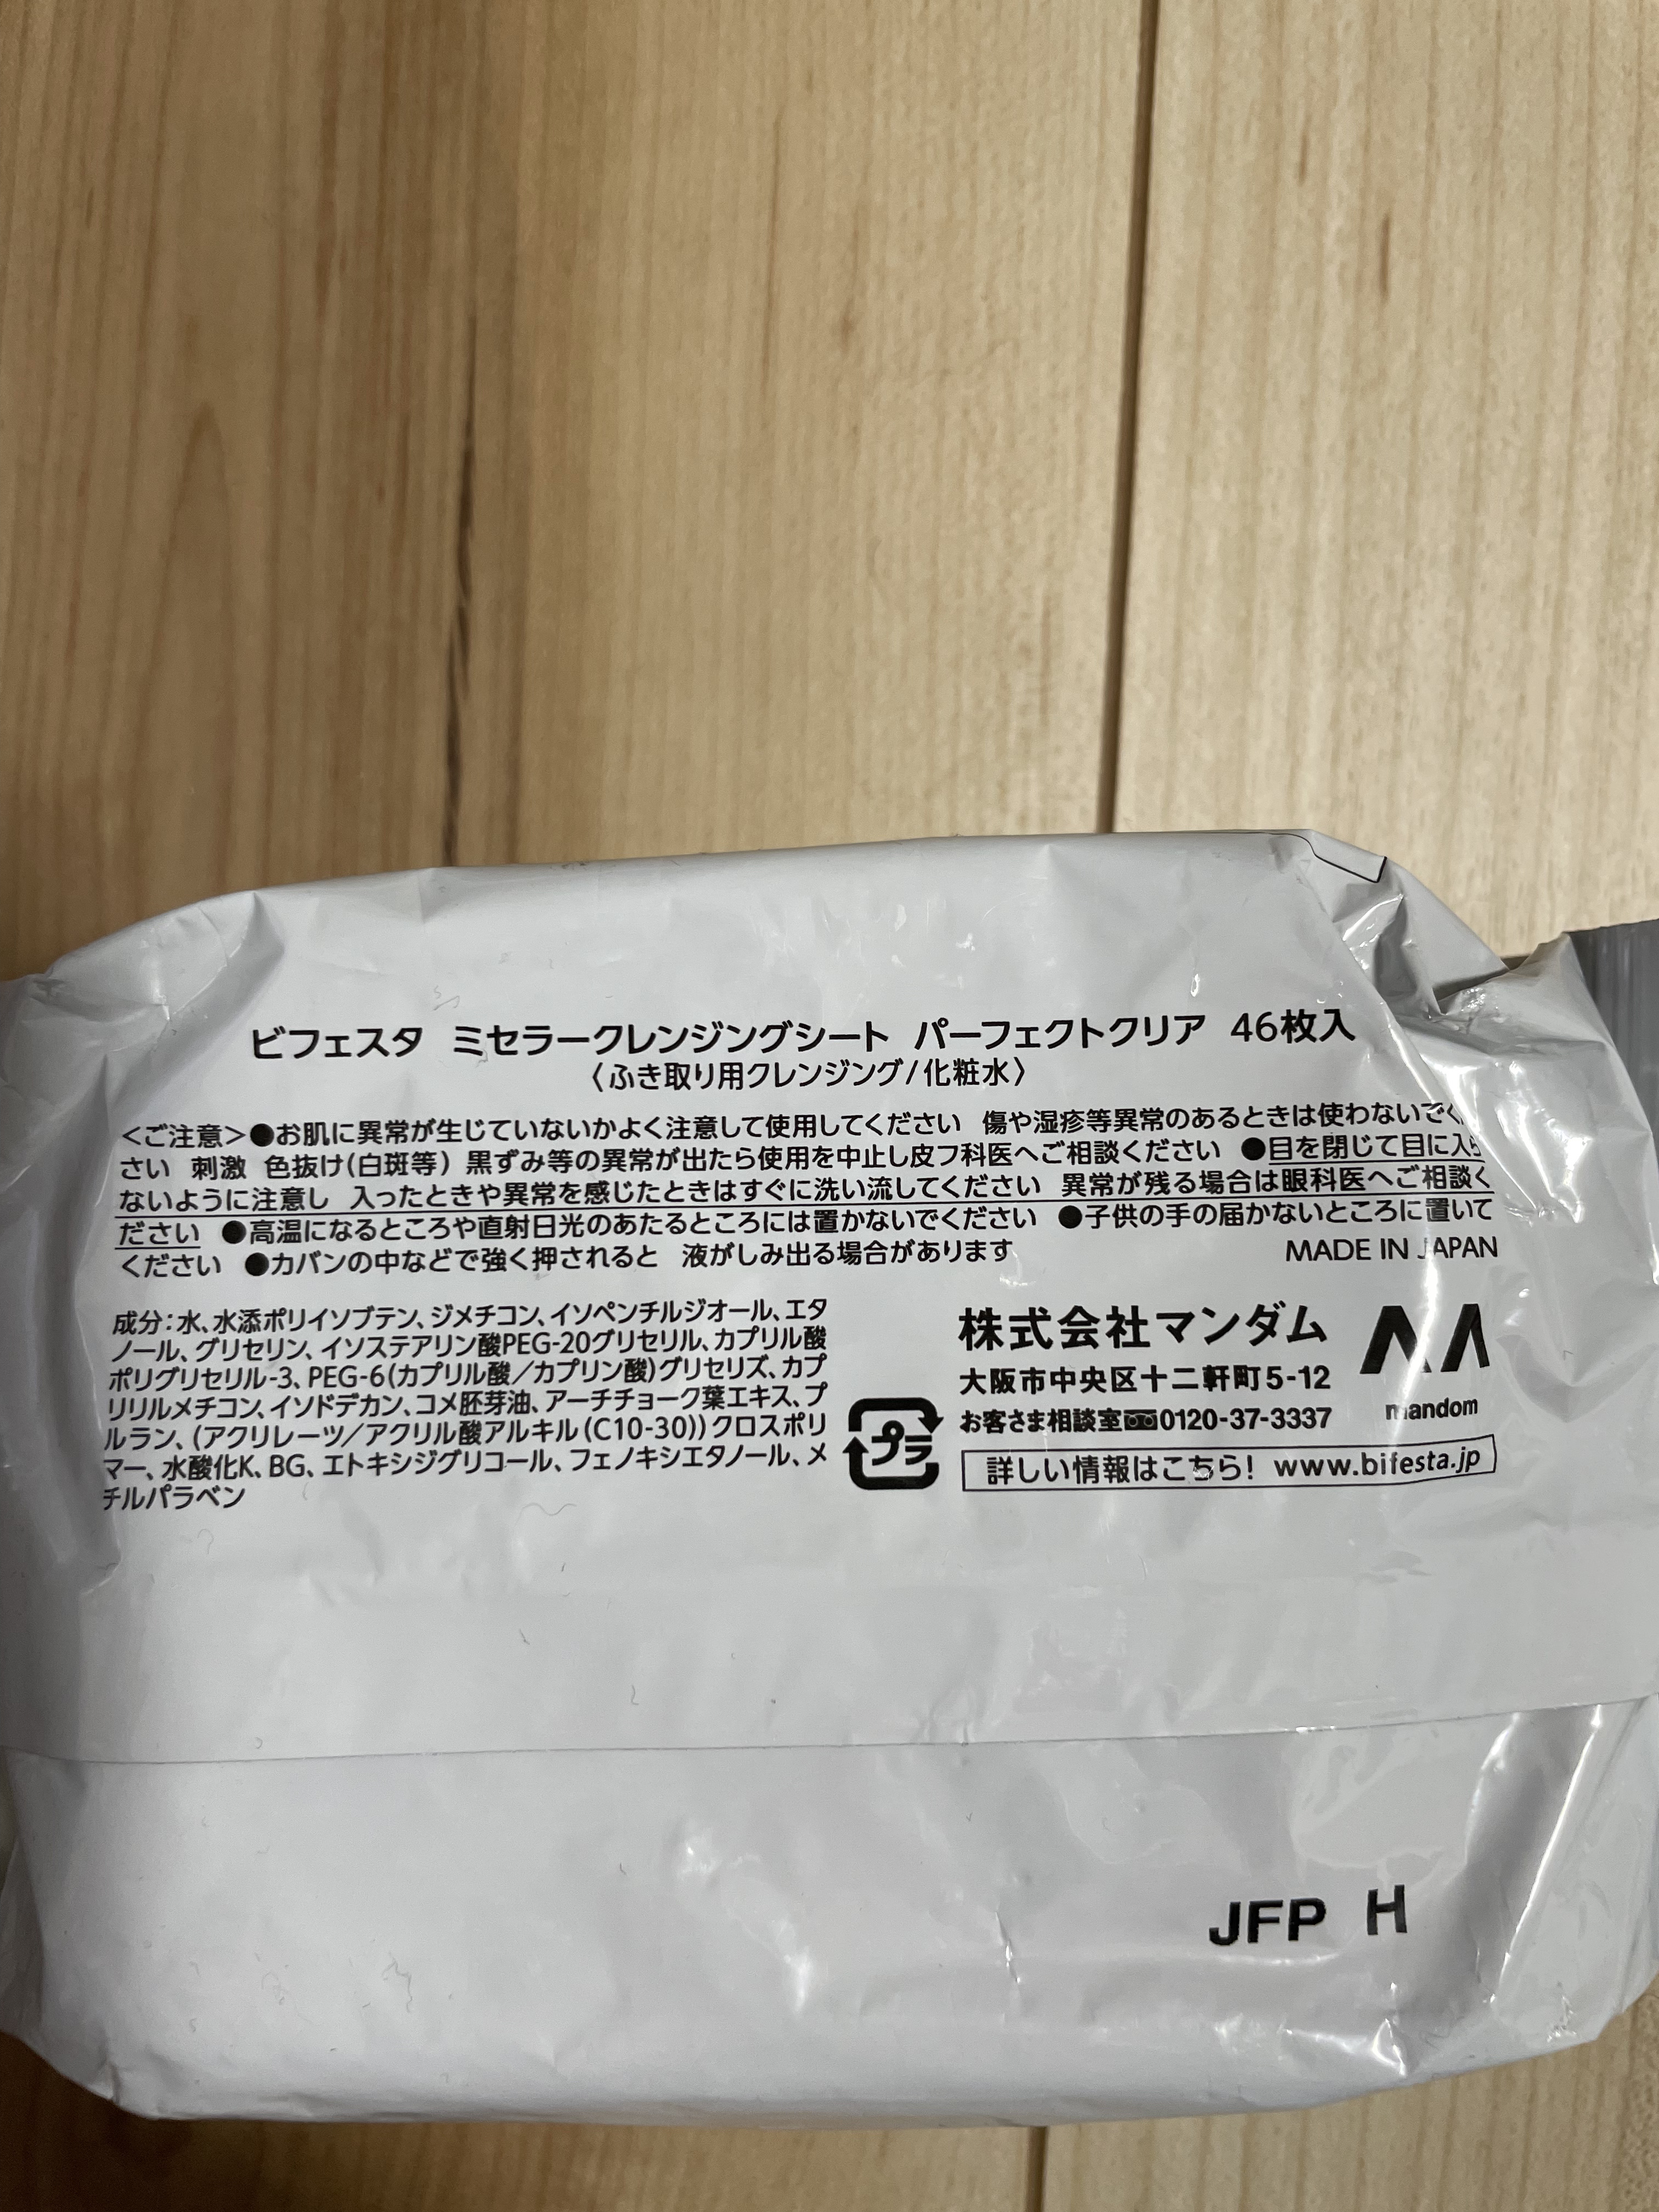 ビフェスタ ミセラークレンジングシート パーフェクトクリア 46枚入
〈ふき取り用クレンジング/化粧水〉
<ご注意>●お肌に異常が生じていないかよく注意して使用してください 傷や湿疹等異常のあるときは使わないでく
さい 刺激 色抜け(白斑等) 黒ずみ等の異常が出たら使用を中止し皮フ科医へご相談ください ●目を閉じて目に入ら
ないように注意し 入ったときや異常を感じたときはすぐに洗い流してください 異常が残る場合は眼科医へご相談く
ださい ●高温になるところや直射日光のあたるところには置かないでください ●子供の手の届かないところに置いて
ください ●カバンの中などで強く押されると 液がしみ出る場合があります
MADE IN JAPAN
成分:水、水添ポリイソブテン、ジメチコン、イソペンチルジオール、エタ
ノール、グリセリン、イソステアリン酸PEG-20グリセリル、カプリル酸
ポリグリセリル-3、PEG-6(カプリル酸/カプリン酸)グリセリズ、カプ
リリルメチコン、イソドデカン、コメ胚芽油、アーチチョーク葉エキス、プ
ルラン、(アクリレーツ/アクリル酸アルキル(C10-30))クロスポリ
マー、水酸化K、BG、エトキシジグリコール、フェノキシエタノール、メ
チルパラベン
プラ
株式会社マンダム
大阪市中央区十二軒町5-12
お客さま相談室0120-37-3337
mandom
詳しい情報はこちら! www.bifesta.jp
JFP H